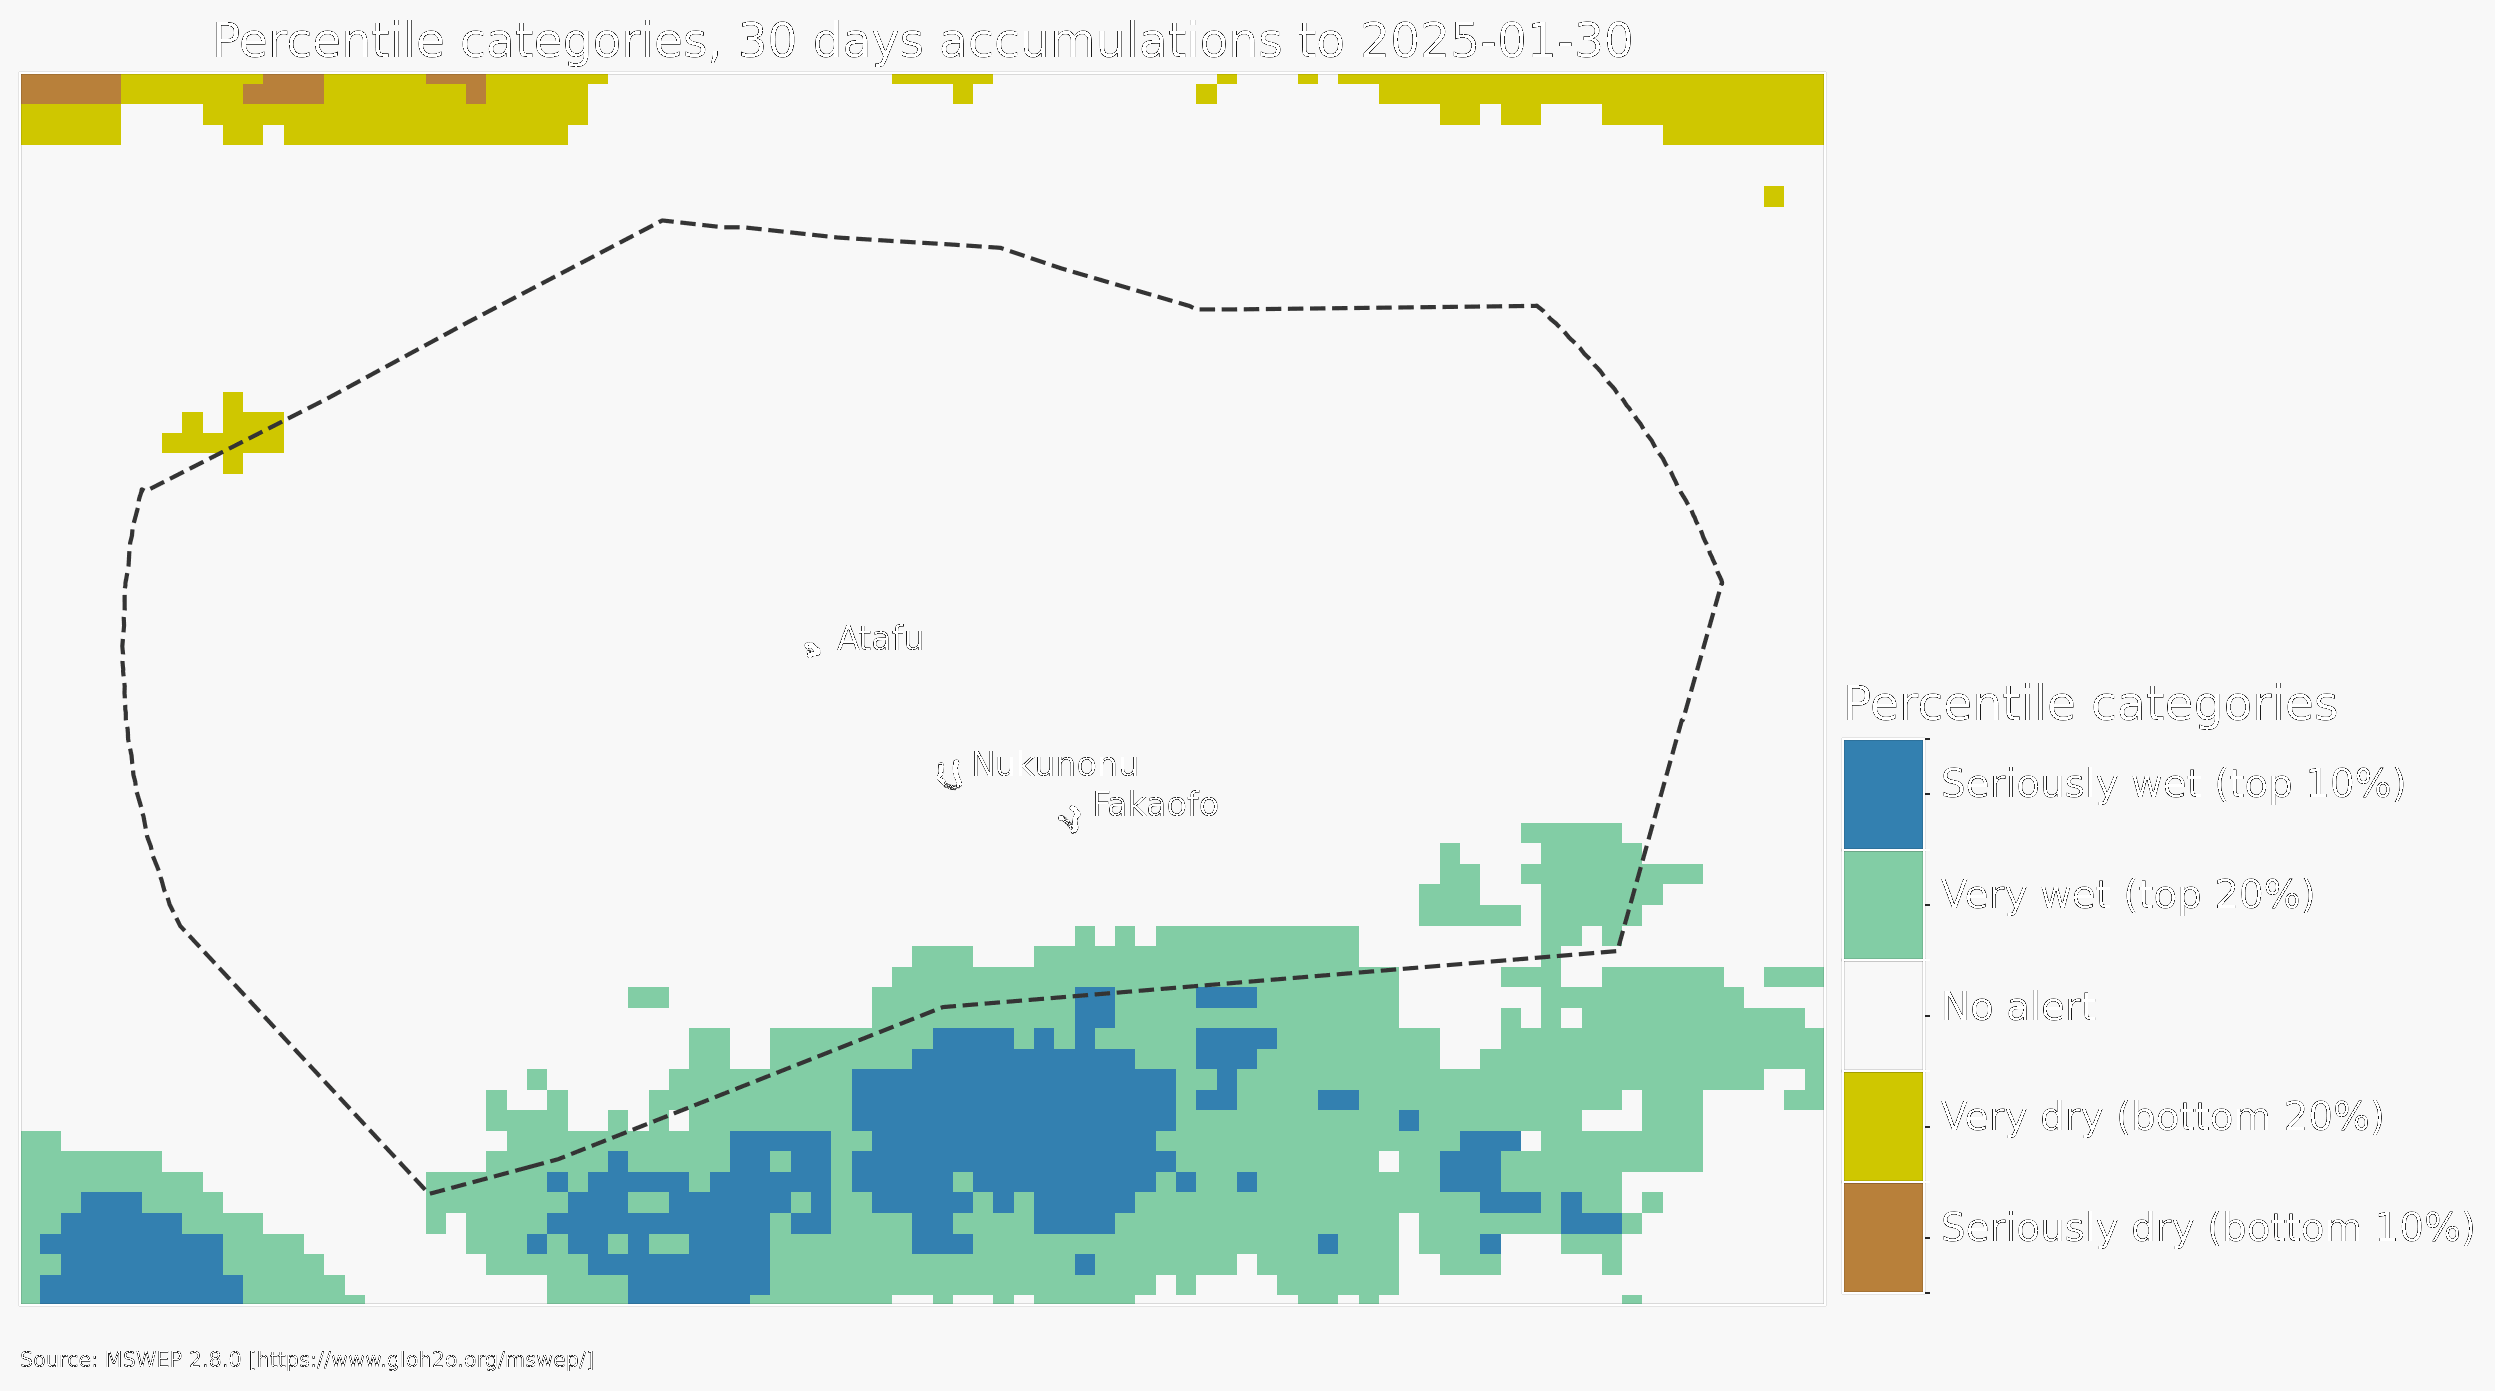 Percentile categories, 30 days accumulations to 2025-01-30
Atafu
Nukunonu
Fakaofo
Percentile categories
Seriously wet (top 10%)
Very wet (top 20%)
No alert
Very dry (bottom 20%)
Seriously dry (bottom 10%)
Source: MSWEP 2.8.0 [https://www.gloh2o.org/mswep/]